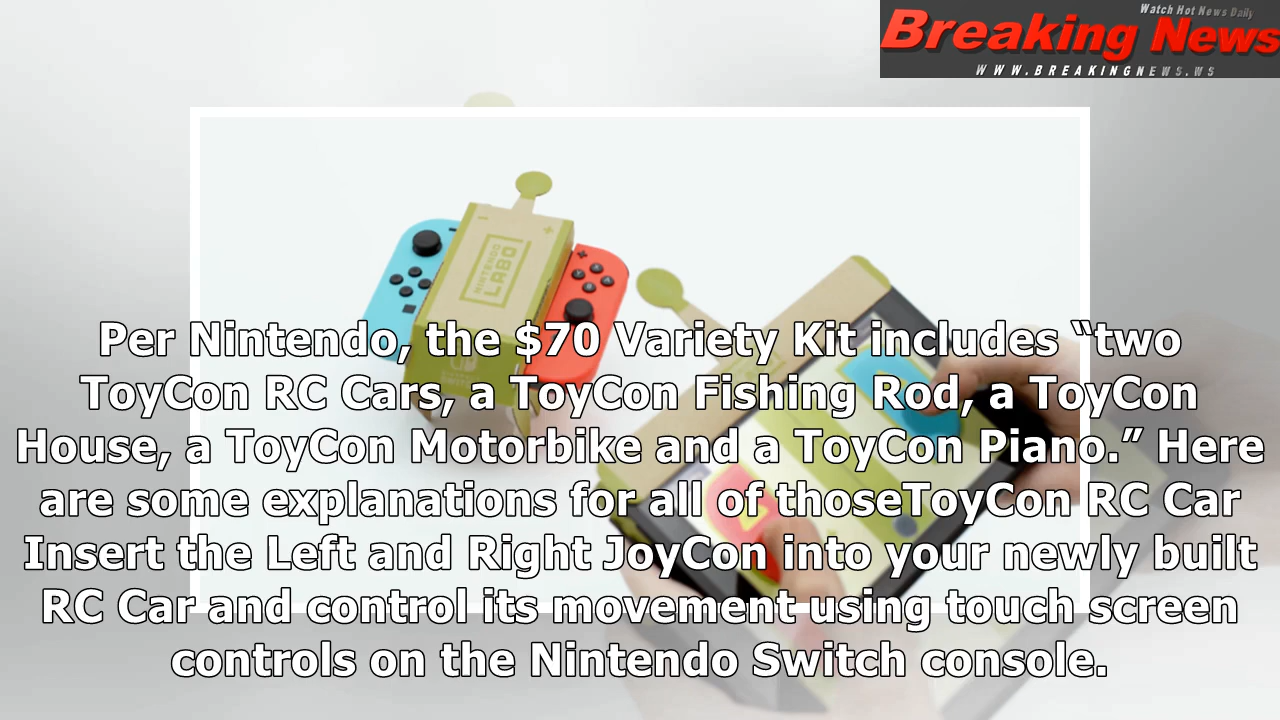 Watch Hot News Daily
Breaking News
WWW.BREAKINGNEWS.WS
NINTENDO
LABO
Per Nintendo, the $70 Variety Kit includes “two
ToyCon RC Cars, a ToyCon Fishing Rod, a ToyCon
House, a ToyCon Motorbike and a ToyCon Piano.” Here
are some explanations for all of thoseToyCon RC Car
Insert the Left and Right JoyCon into your newly built
RC Car and control its movement using touch screen
controls on the Nintendo Switch console.